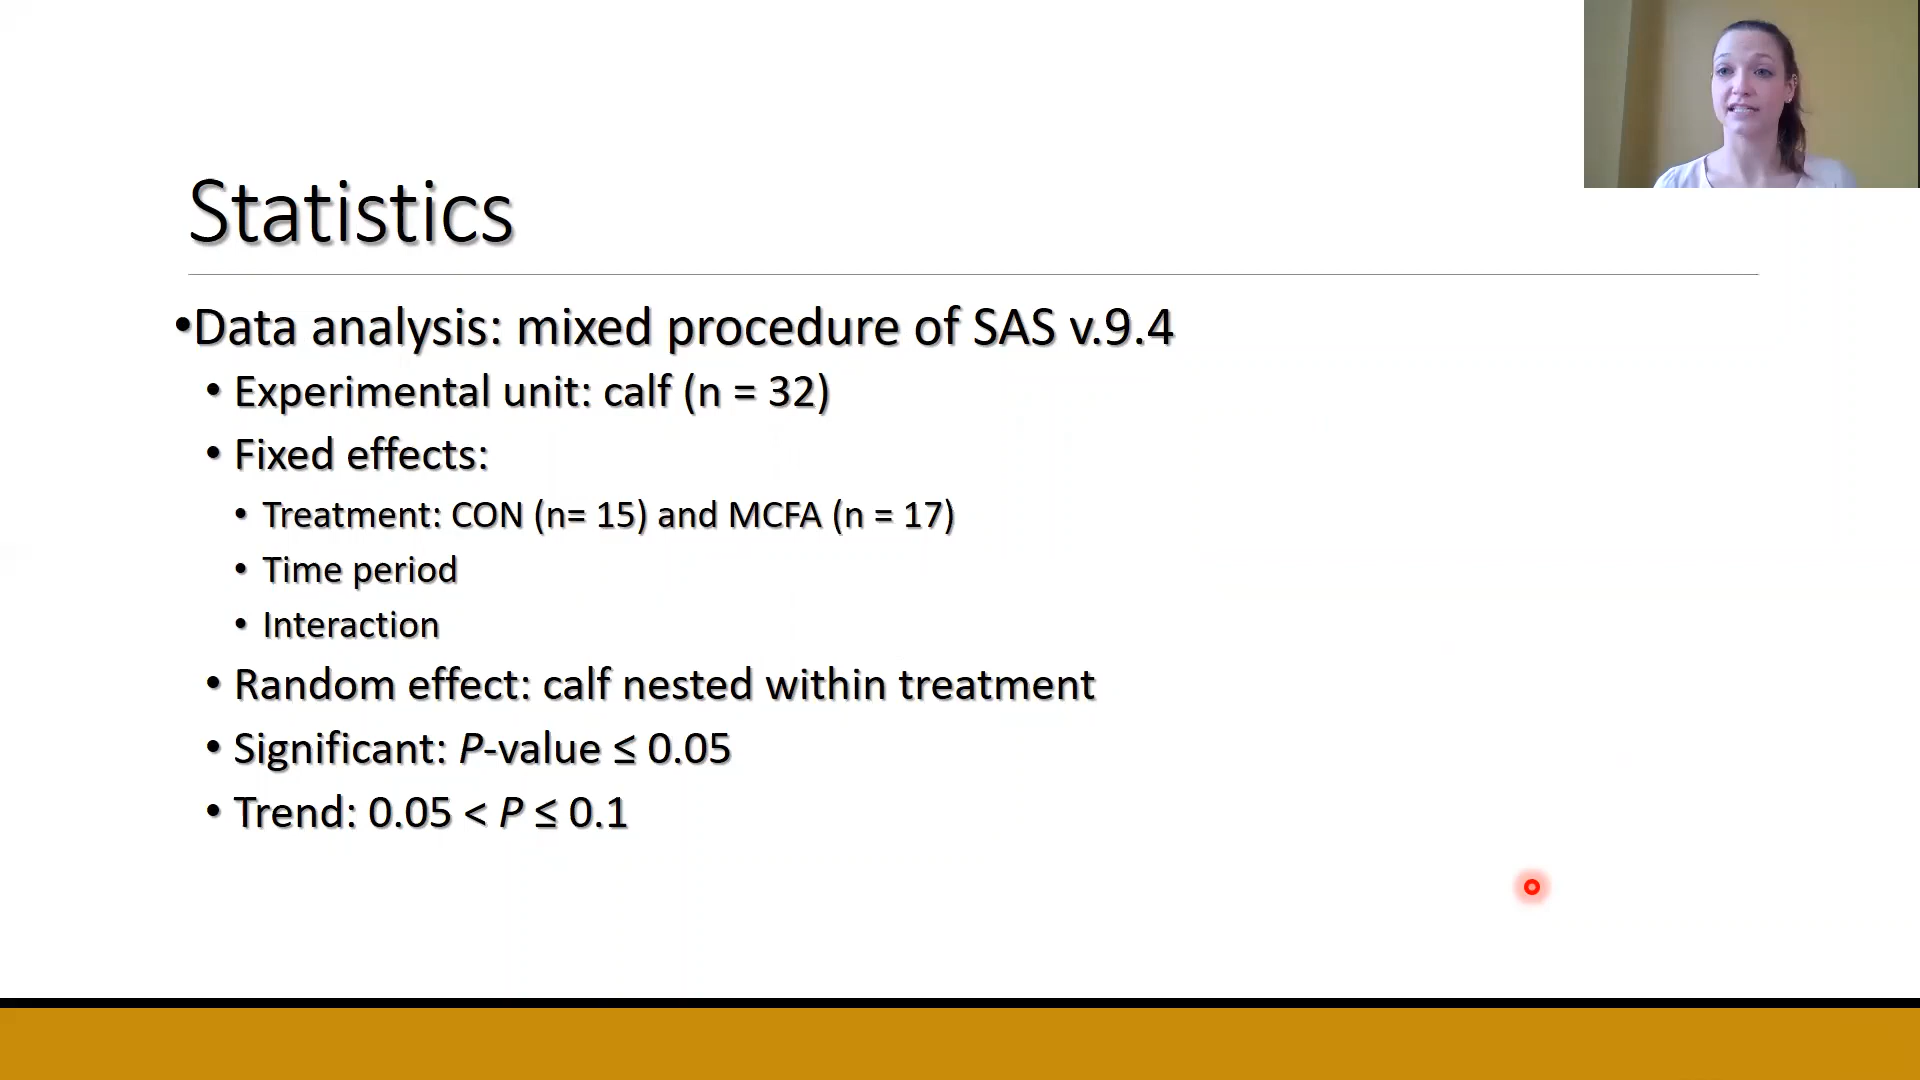 Statistics
•Data analysis: mixed procedure of SAS v.9.4
• Experimental unit: calf (n = 32)
• Fixed effects:
• Treatment: CON (n= 15) and MCFA (n = 17)
• Time period
• Interaction
• Random effect: calf nested within treatment
• Significant: P-value ≤ 0.05
• Trend: 0.05 < P ≤ 0.1